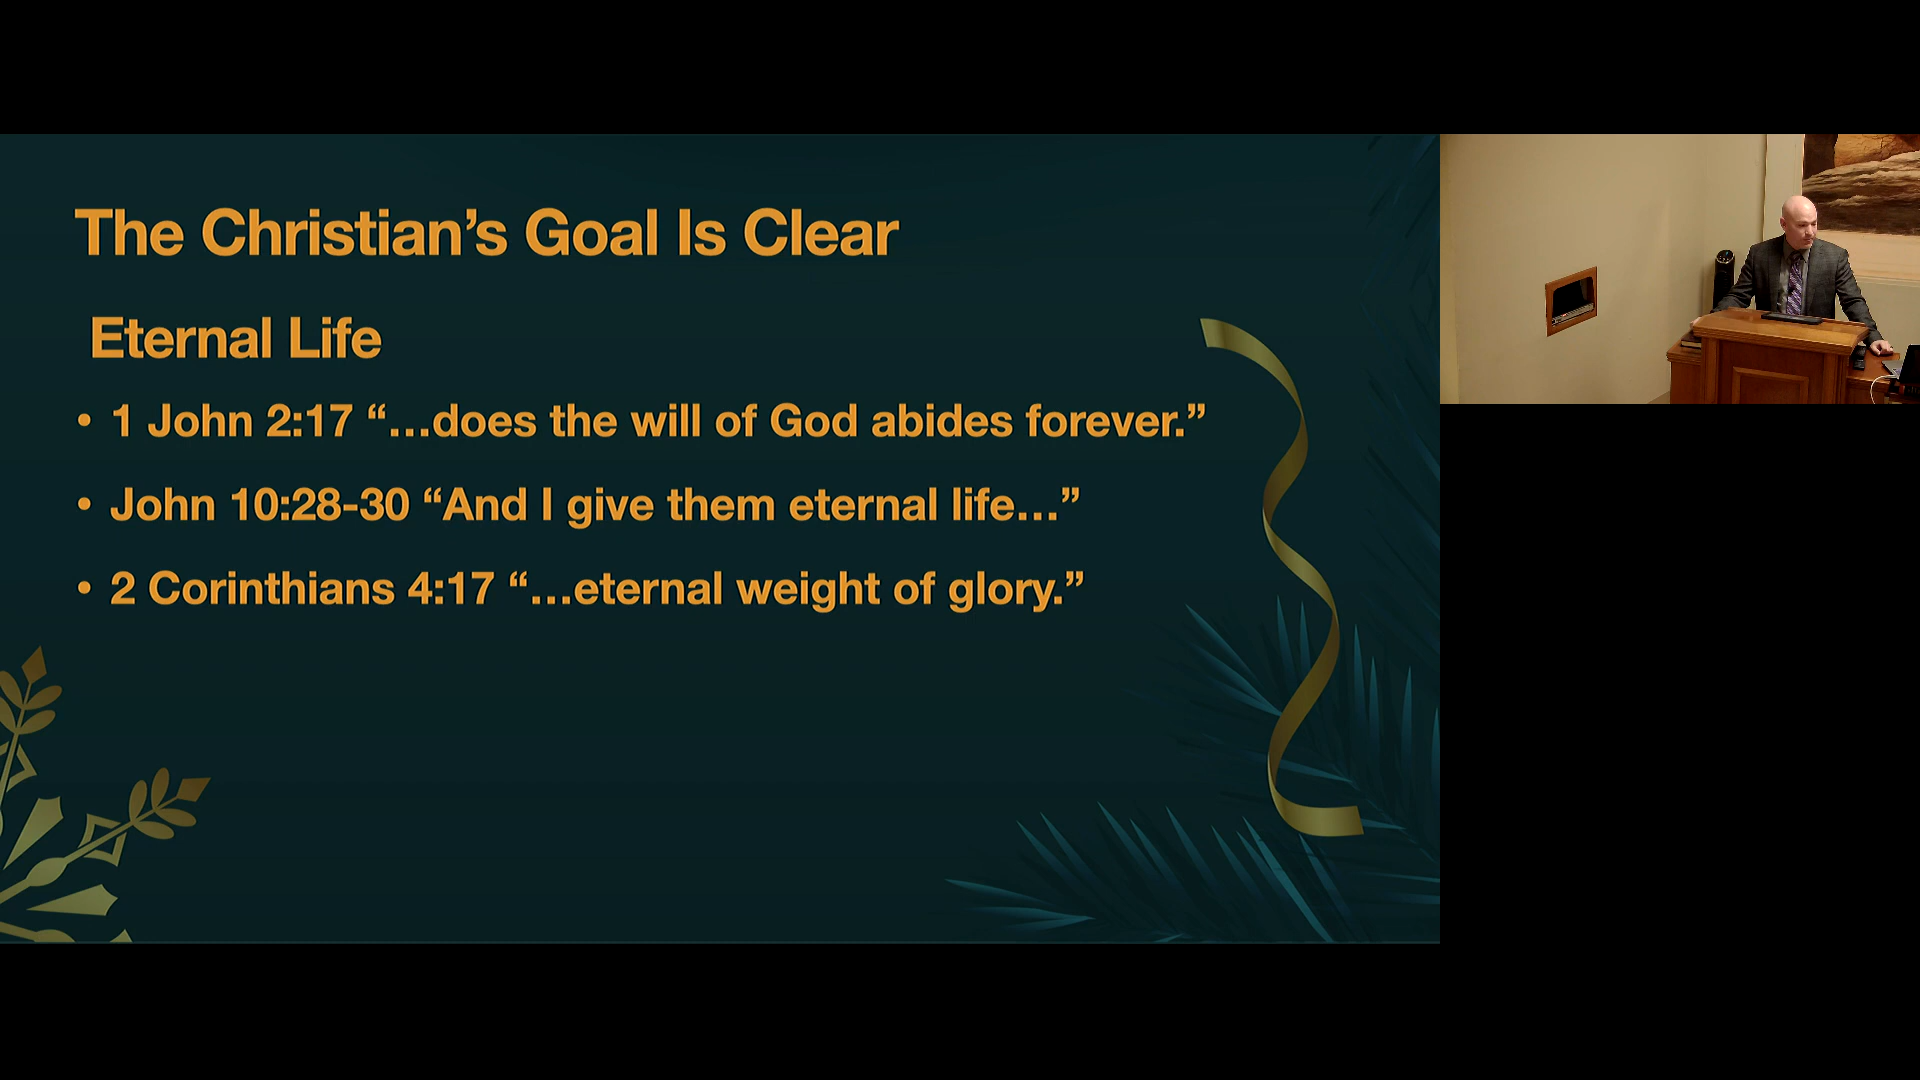 The Christian’s Goal Is Clear
Eternal Life
• 1 John 2:17 “…does the will of God abides forever.”
• John 10:28-30 “And I give them eternal life…”
• 2 Corinthians 4:17 “…eternal weight of glory.”